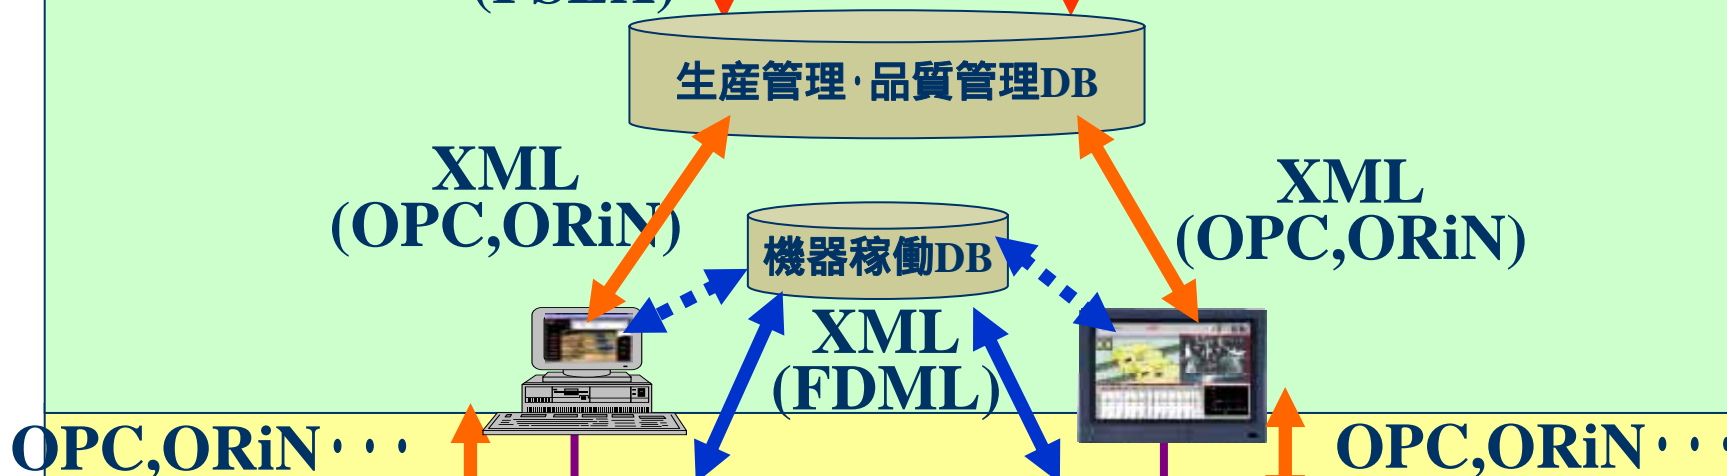 生産管理·品質管理DB
XML
(OPC,ORiN)
XML
(OPC,ORiN)
機器稼働DB
XML
(FDML)
OPC,ORiN···
OPC,ORiN···